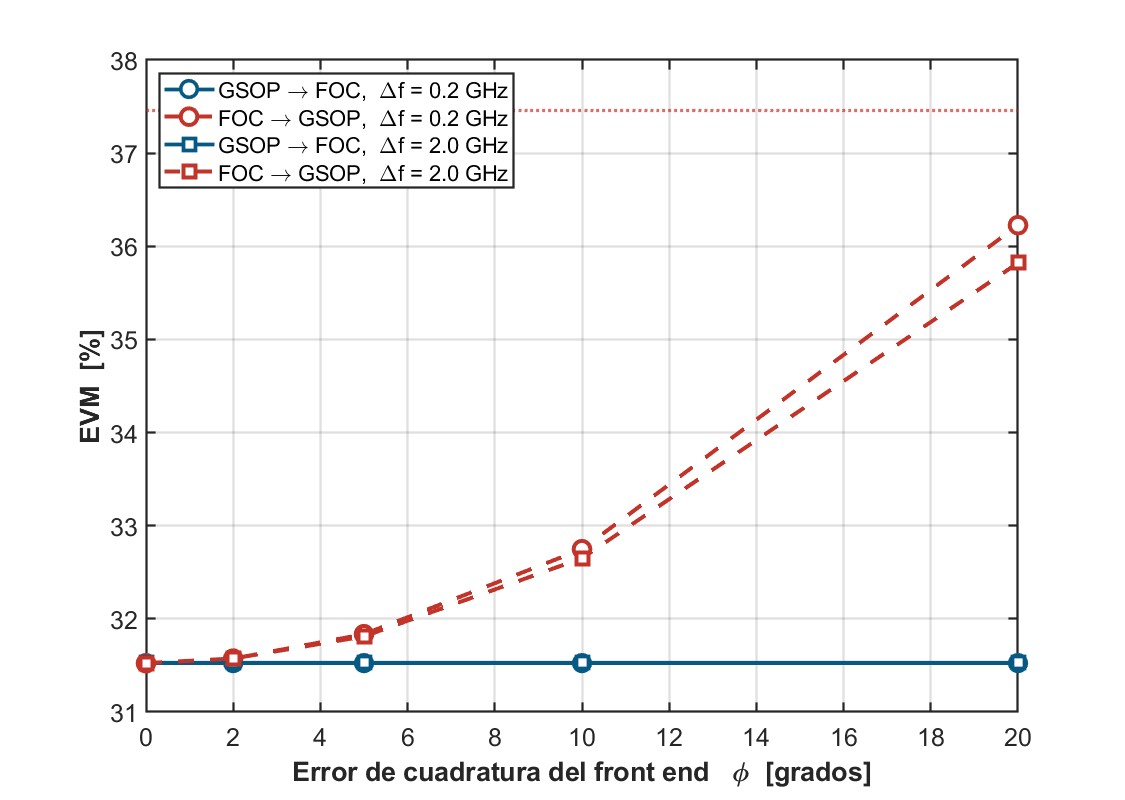 38
37
36
35
34
33
32
31
EVM [%]
GSOP → FOC, Δf = 0.2 GHz
FOC → GSOP, Δf = 0.2 GHz
GSOP → FOC, Δf = 2.0 GHz
FOC → GSOP, Δf = 2.0 GHz
0 2 4 6 8 10 12 14 16 18 20
Error de cuadratura del front end ϕ [grados]